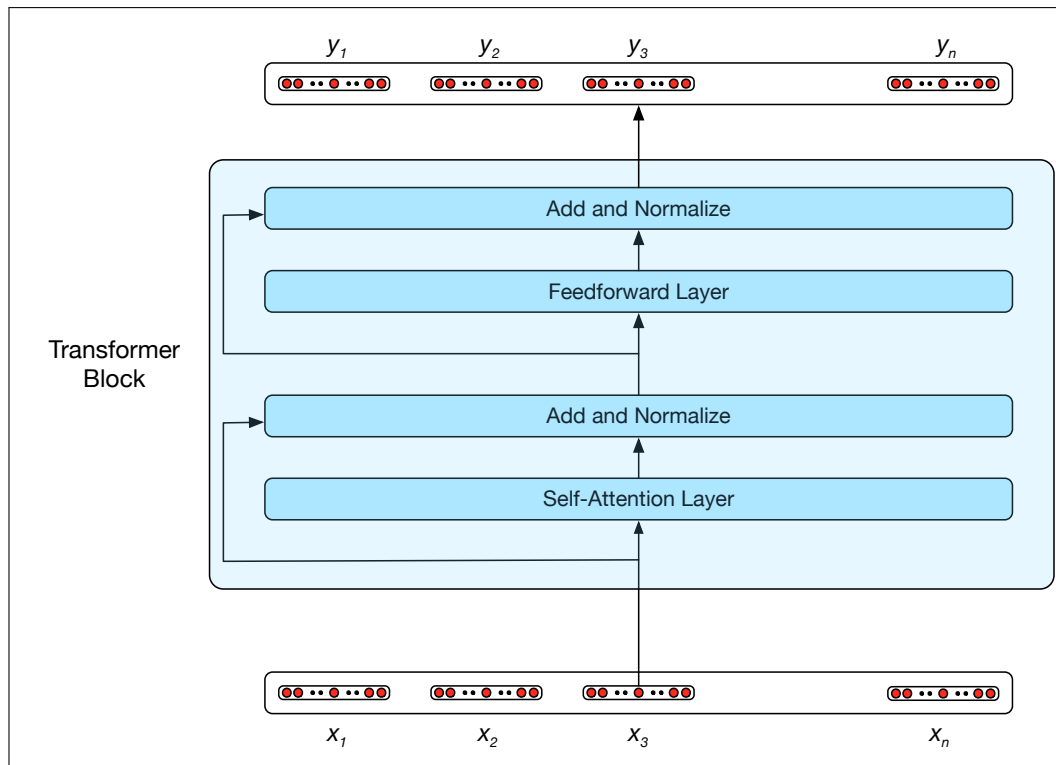 y1 y2 y3 yn
Add and Normalize
Feedforward Layer
Transformer
Block
Add and Normalize
Self-Attention Layer
x1 x2 x3 xn